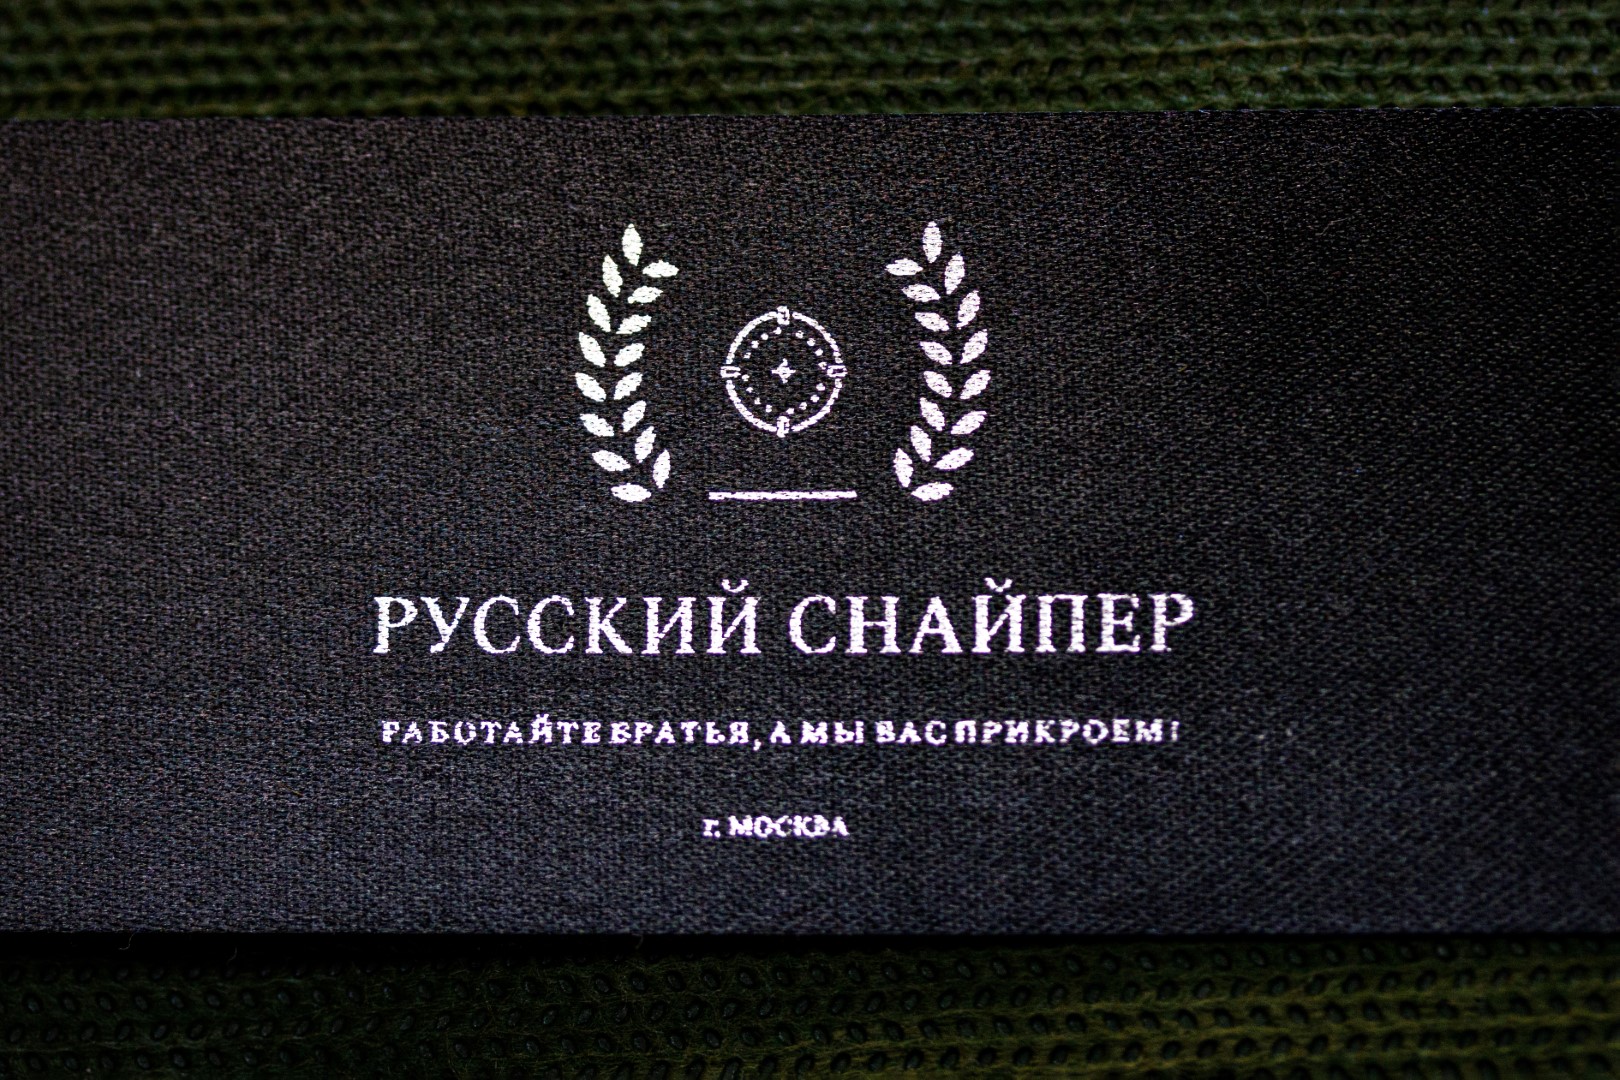 РУССКИЙ СНАЙПЕР
РАБОТАЙТЕ БРАТЬЯ, А МЫ ВАС ПРИКРОЕМ!
г. МОСКВА